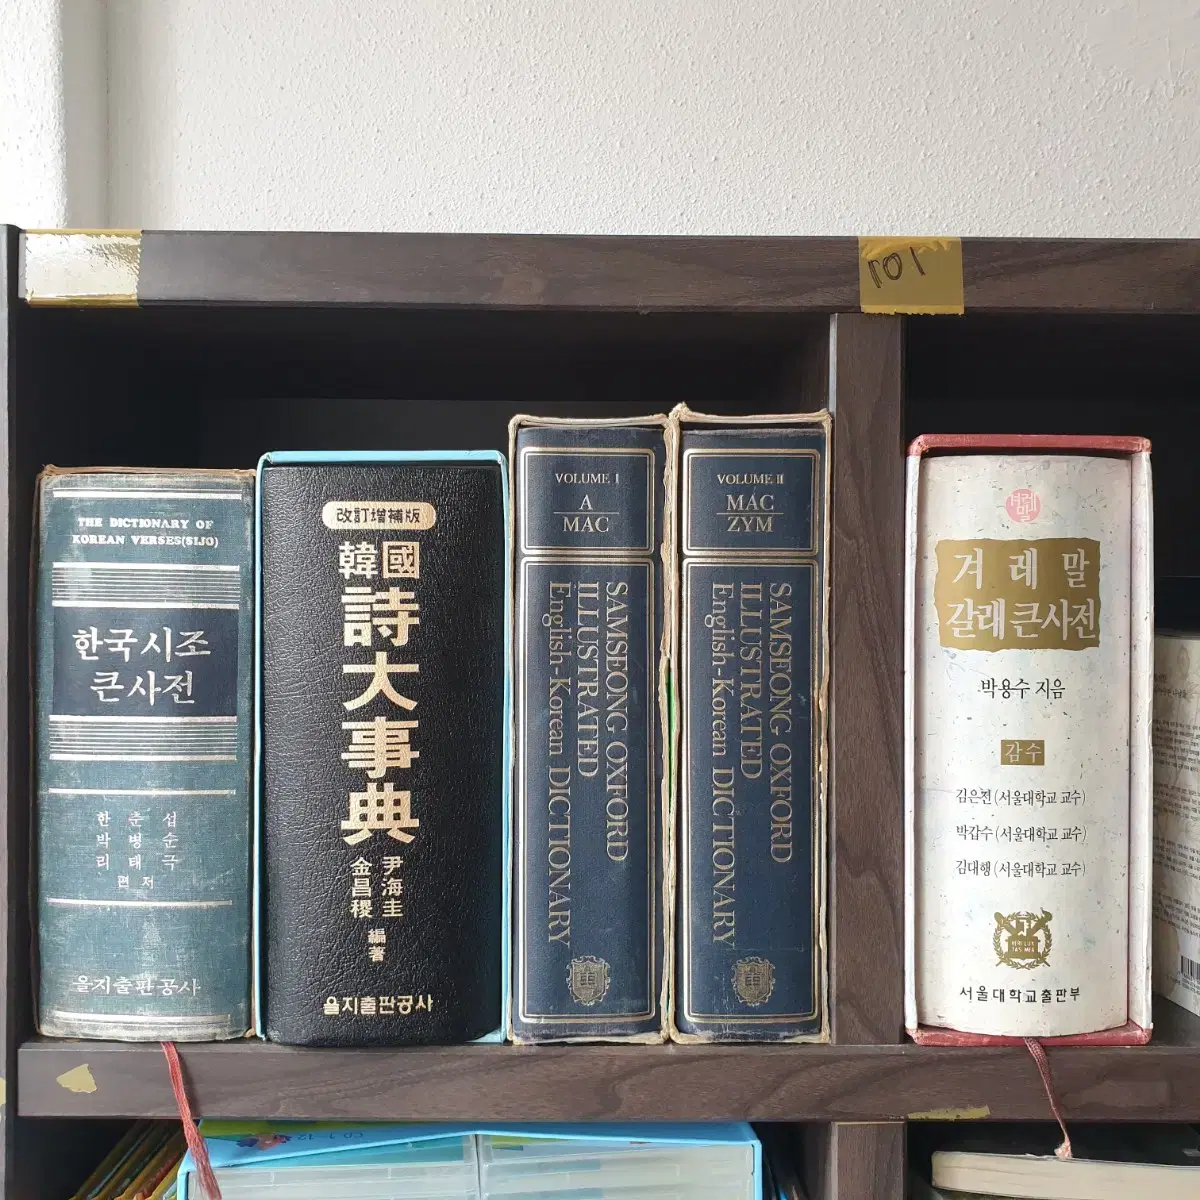 101
THE DICTIONARY OF
KOREAN VERSES(SIJO)
한국시조
큰사전
한춘섭
박병순
리태극
편저
을지출판공사
改訂增補版
韓國
詩大事典
尹海圭
金昌稷
編著
을지출판공사
VOLUME I
A
MAC
SAMSEONG OXFORD
ILLUSTRATED
English-Korean DICTIONARY
VOLUME II
MAC
ZYM
SAMSEONG OXFORD
ILLUSTRATED
English-Korean DICTIONARY
겨레
말
겨레말
갈래큰사전
박용수 지음
감수
김은전 (서울대학교 교수)
박갑수 (서울대학교 교수)
김대행 (서울대학교 교수)
서울대학교출판부
CD 1~12